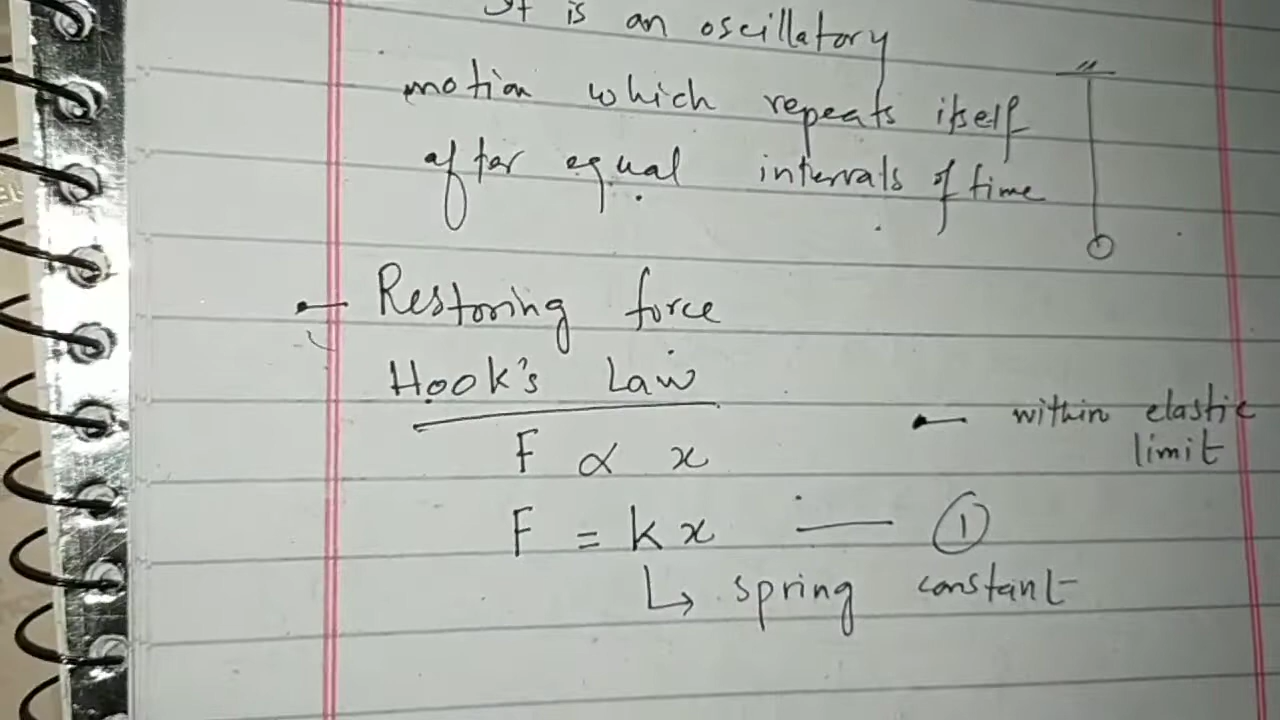 It is an oscillatory
motion which repeats itself
after equal intervals of time
Restoring force
Hook's Law
F ∝ x
within elastic
limit
F = kx — ①
↳ spring constant